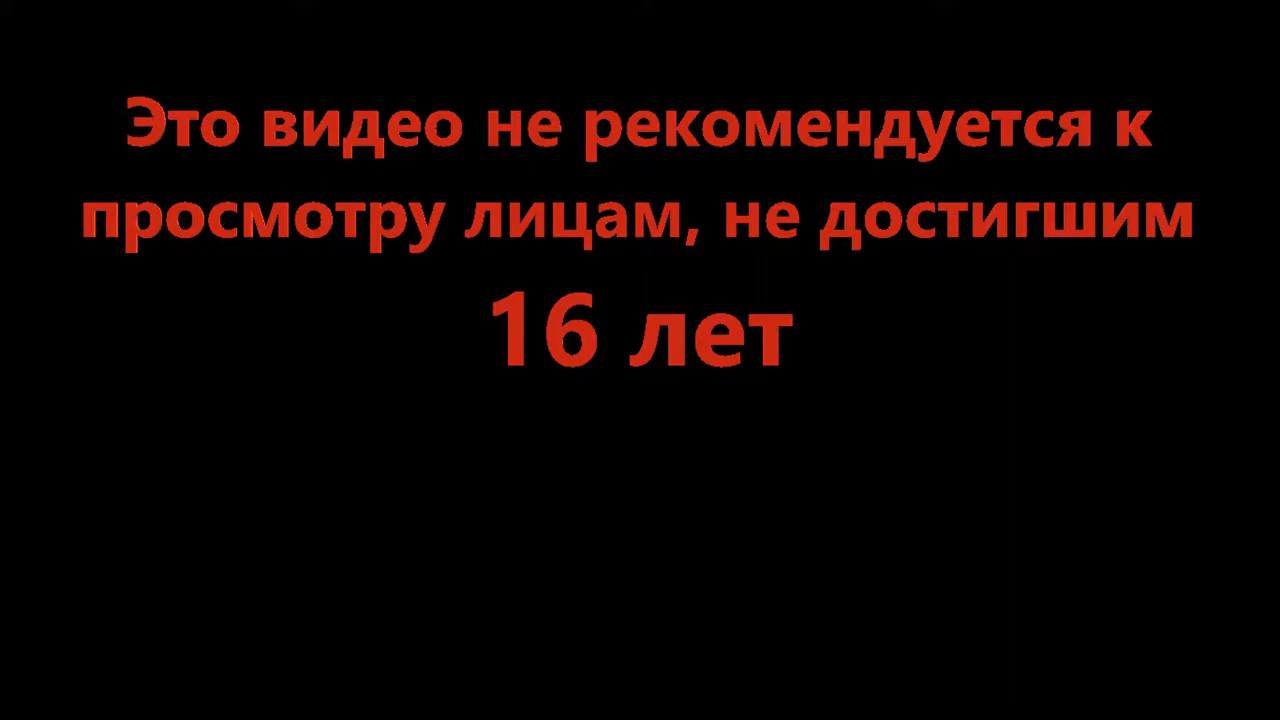 Это видео не рекомендуется к
просмотру лицам, не достигшим
16 лет